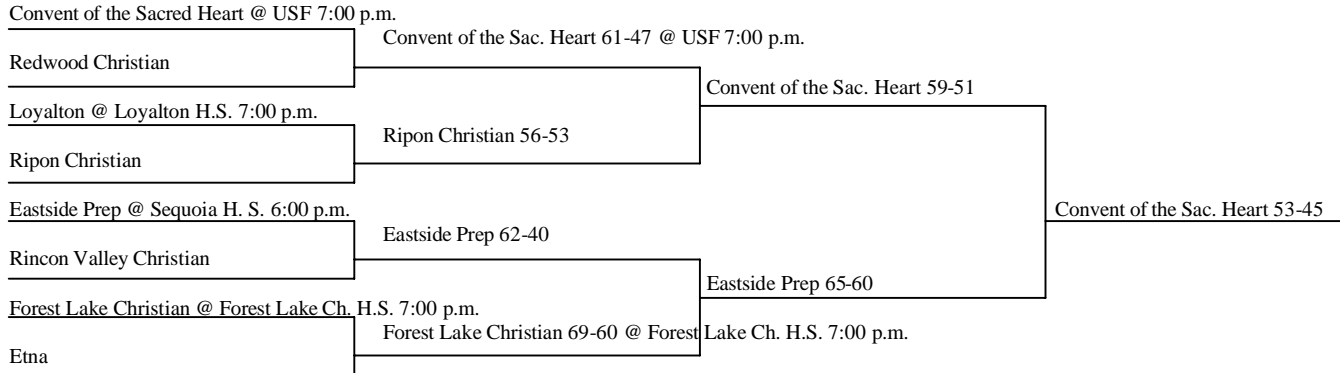 Convent of the Sacred Heart @ USF 7:00 p.m.
Convent of the Sac. Heart 61-47 @ USF 7:00 p.m.
Redwood Christian
Convent of the Sac. Heart 59-51
Loyalton @ Loyalton H.S. 7:00 p.m.
Ripon Christian 56-53
Ripon Christian
Eastside Prep @ Sequoia H. S. 6:00 p.m.
Convent of the Sac. Heart 53-45
Eastside Prep 62-40
Rincon Valley Christian
Eastside Prep 65-60
Forest Lake Christian @ Forest Lake Ch. H.S. 7:00 p.m.
Forest Lake Christian 69-60 @ Forest Lake Ch. H.S. 7:00 p.m.
Etna